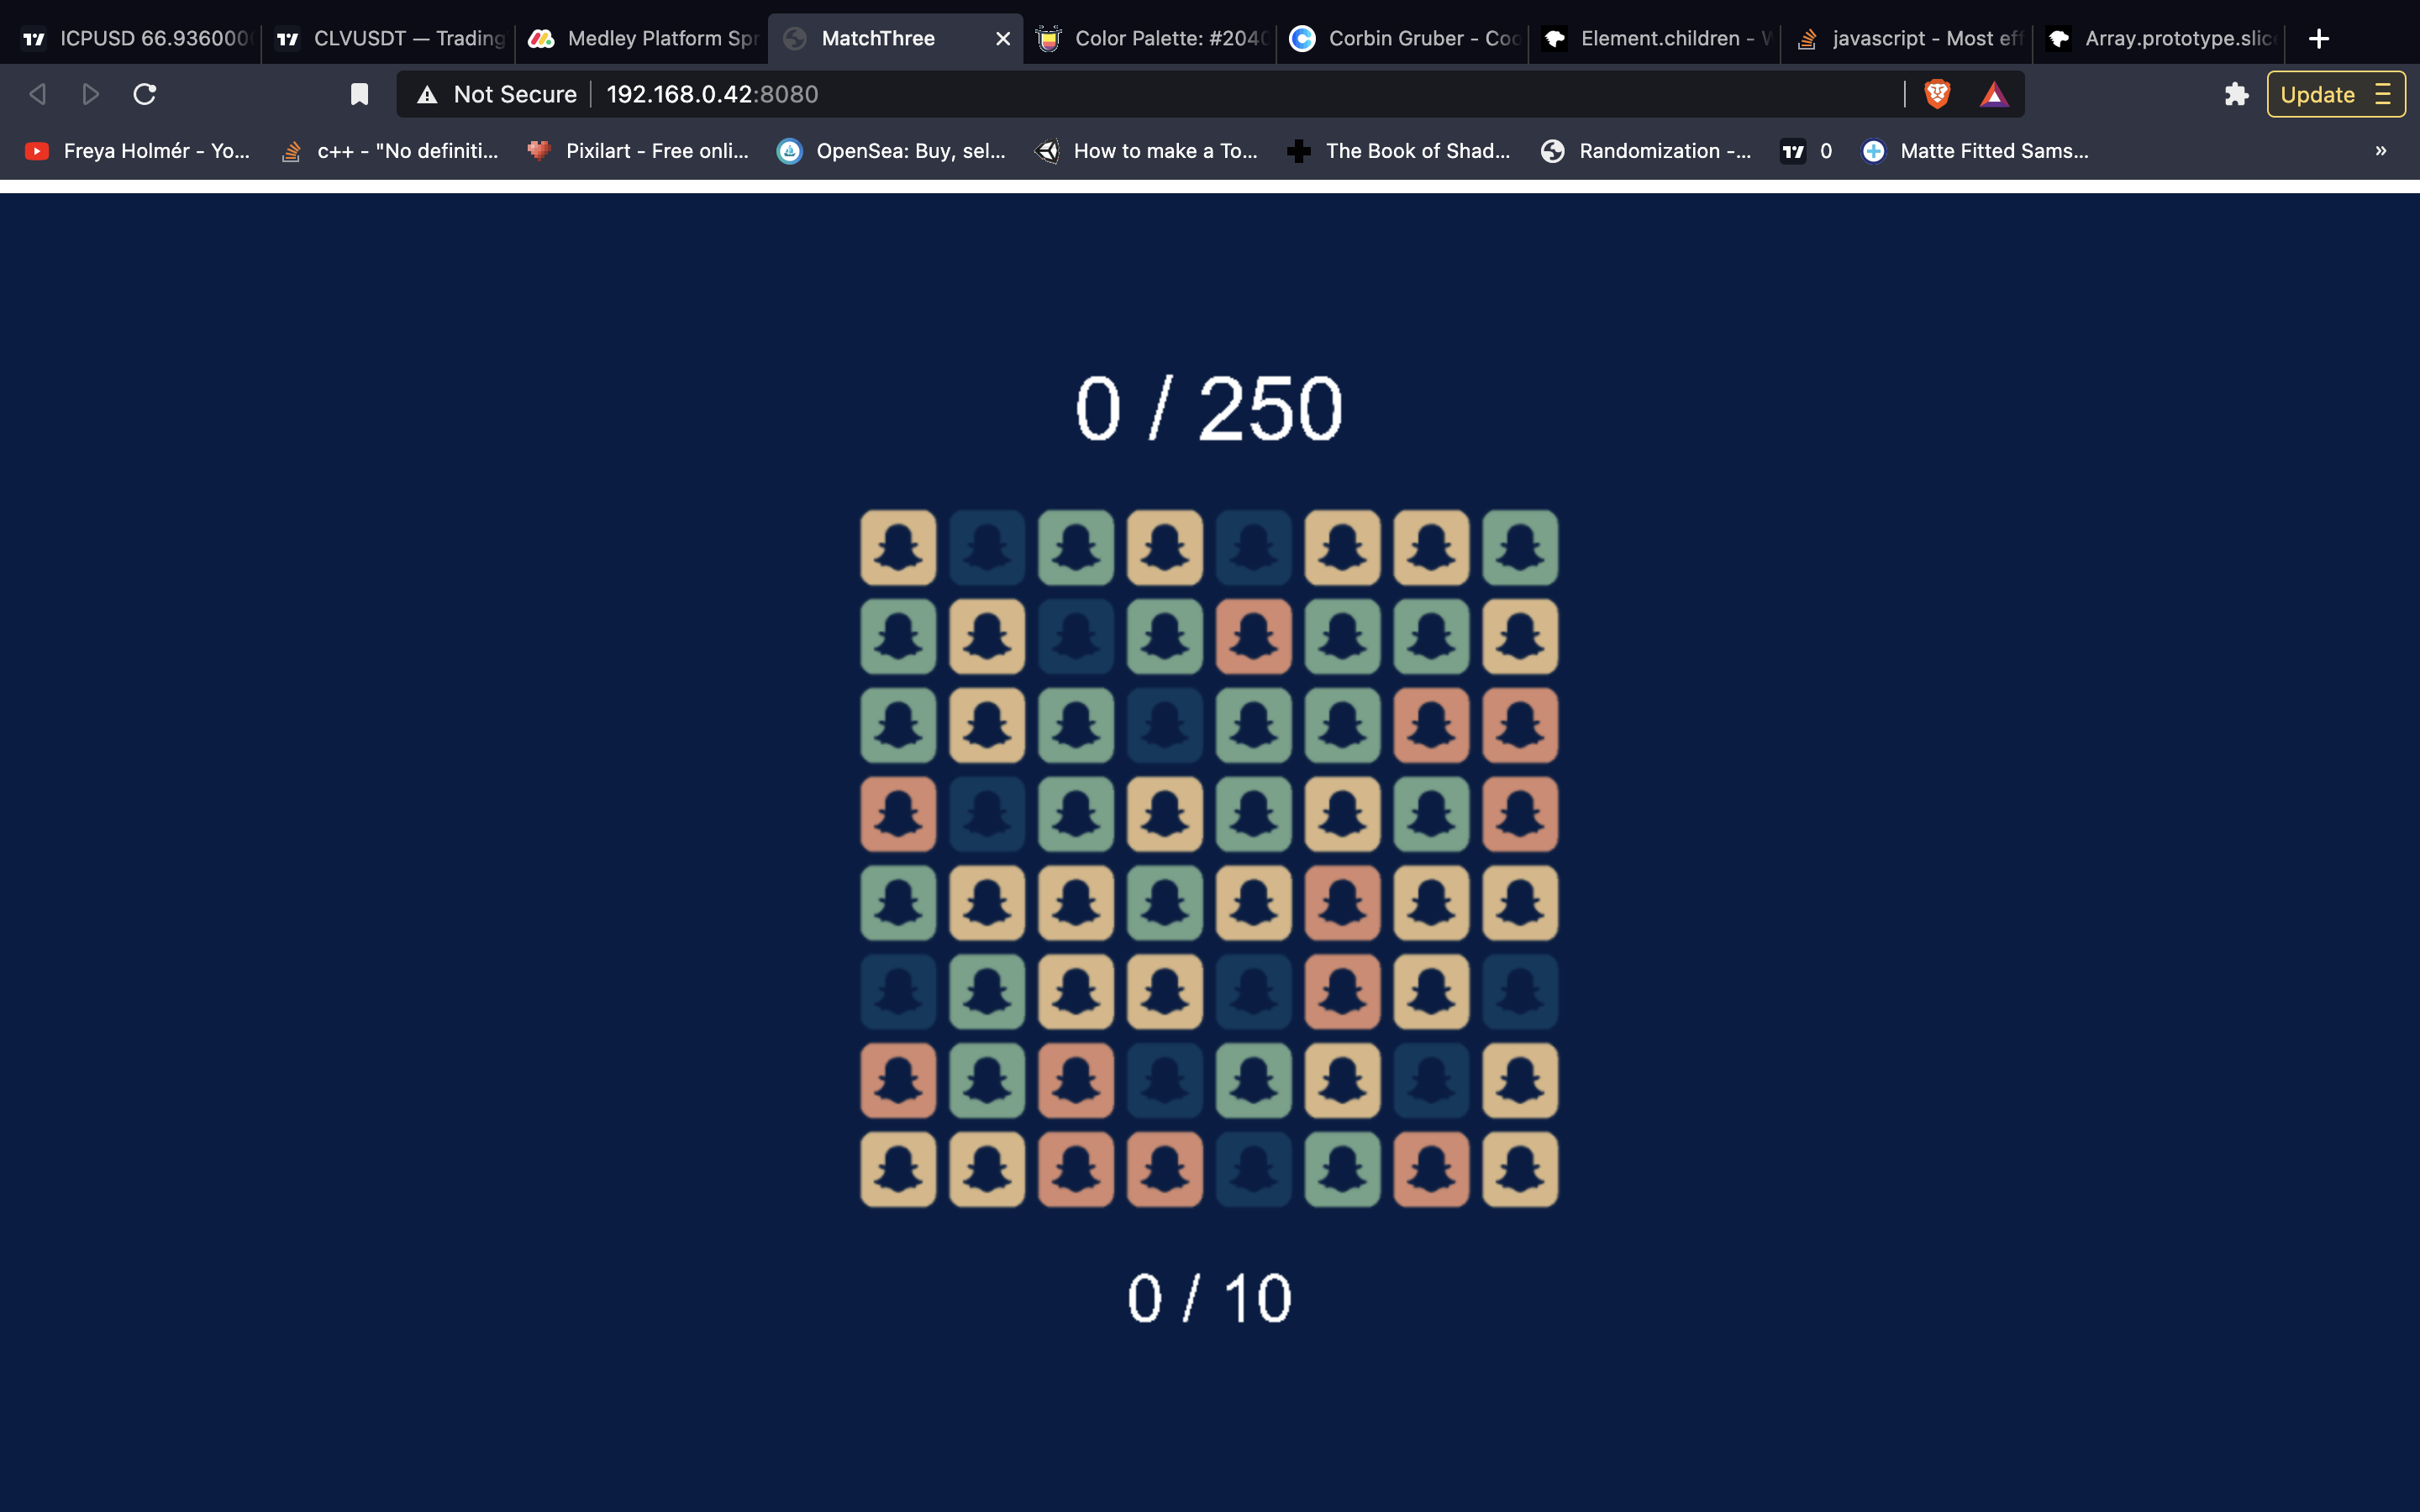 ICPUSD 66.936000 CLVUSDT — Trading Medley Platform Spr MatchThree Color Palette: #204 Corbin Gruber - Coo Element.children - W javascript - Most eff Array.prototype.slic
Not Secure 192.168.0.42:8080 Update
Freya Holmér - Yo... c++ - "No definiti... Pixilart - Free onli... OpenSea: Buy, sel... How to make a To... The Book of Shad... Randomization -... 0 Matte Fitted Sams... »
0 / 250
0 / 10